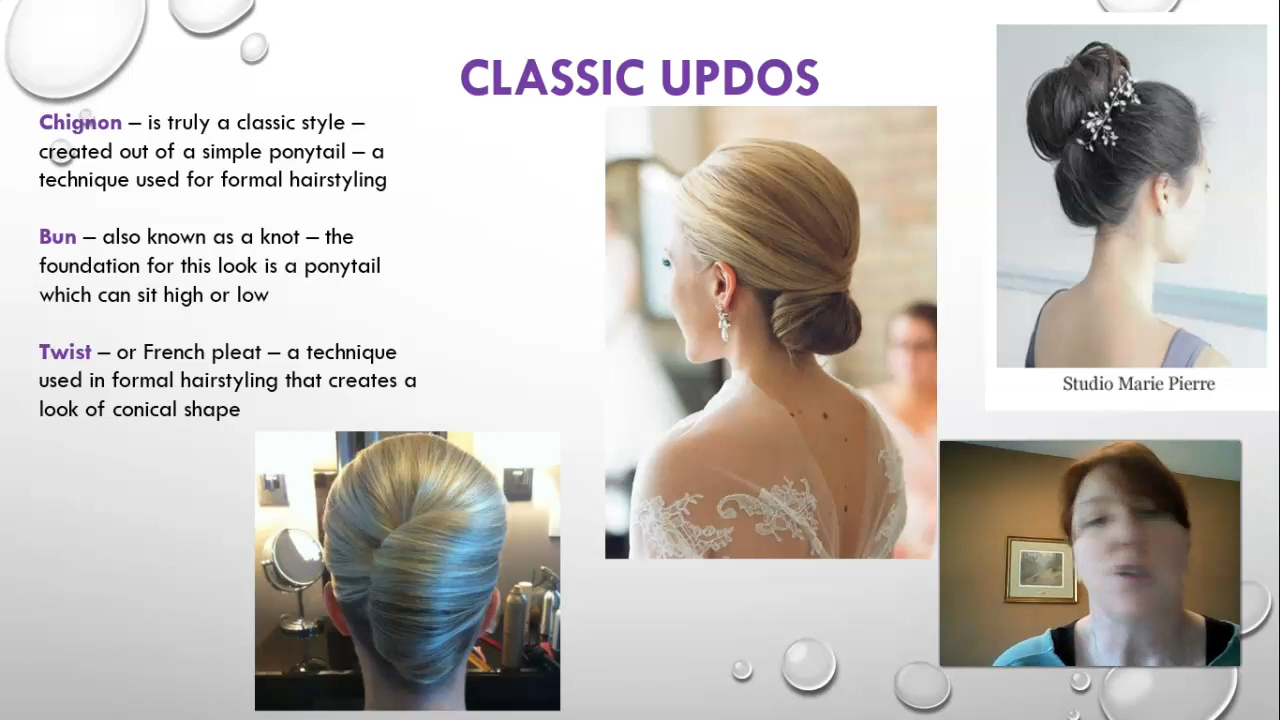 CLASSIC UPDOS
Chignon – is truly a classic style –
created out of a simple ponytail – a
technique used for formal hairstyling
Bun – also known as a knot – the
foundation for this look is a ponytail
which can sit high or low
Twist – or French pleat – a technique
used in formal hairstyling that creates a
look of conical shape
Studio Marie Pierre